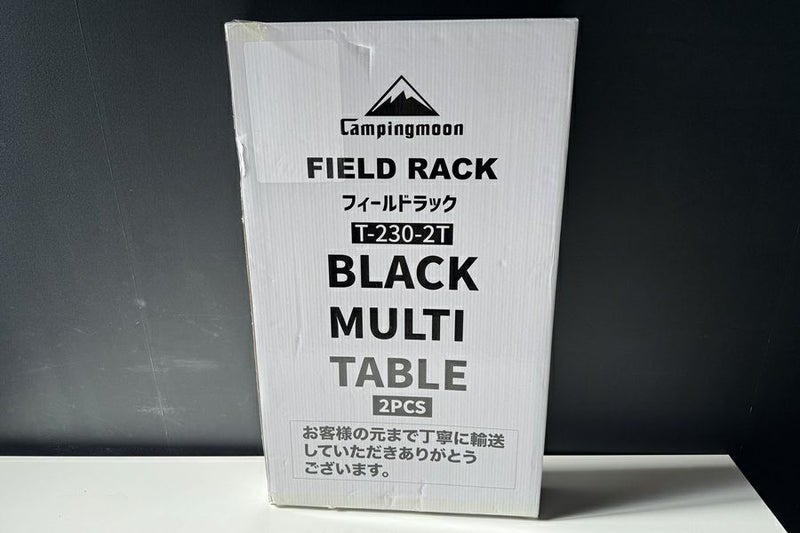 Campingmoon
FIELD RACK
フィールドラック
T-230-2T
BLACK
MULTI
TABLE
2PCS
お客様の元まで丁寧に輸送
していただきありがとう
ございます。